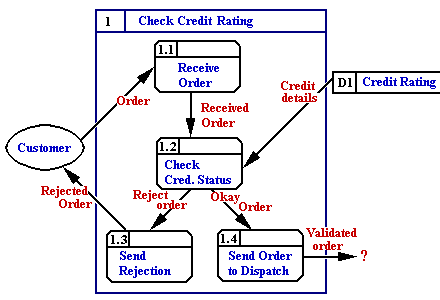 1 Check Credit Rating
1.1
Receive
Order
Order
Credit
details
D1 Credit Rating
Received
Order
1.2
Check
Cred. Status
Customer
Rejected
Order
Reject
order
Okay
Order
1.3
Send
Rejection
1.4
Send Order
to Dispatch
Validated
order
?